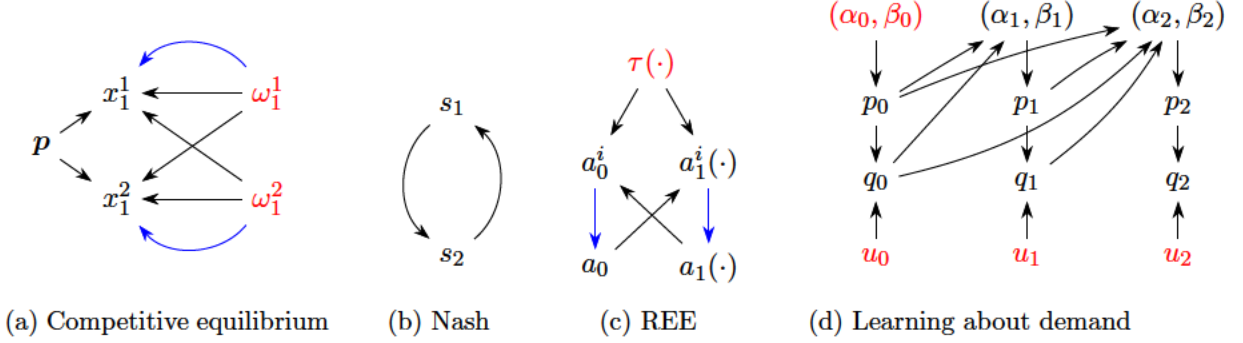 (α₀, β₀) (α₁, β₁) (α₂, β₂)
τ(·)
x₁¹ ω₁¹
s₁
p₀ p₁ p₂
p
a₀ⁱ a₁ⁱ(·)
q₀ q₁ q₂
x₁² ω₁²
s₂
a₀ a₁(·)
u₀ u₁ u₂
(a) Competitive equilibrium (b) Nash (c) REE (d) Learning about demand